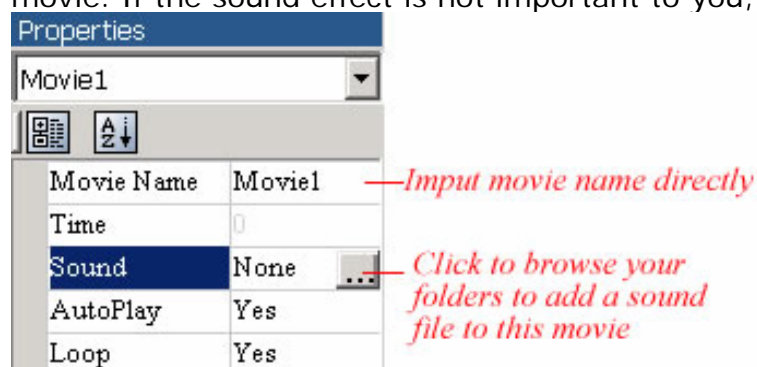 movie. If the sound effect is not important to you,
Properties
Movie1
Movie Name Movie1 Imput movie name directly
Time 0
Sound None ... Click to browse your
folders to add a sound
AutoPlay Yes
file to this movie
Loop Yes